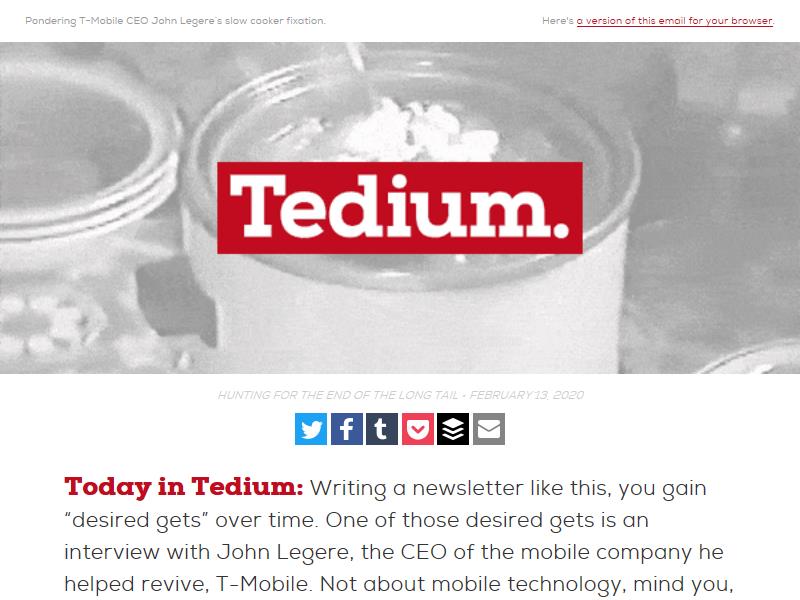 Pondering T-Mobile CEO John Legere's slow cooker fixation.
Here's a version of this email for your browser.
Tedium.
HUNTING FOR THE END OF THE LONG TAIL • FEBRUARY 13, 2020
Today in Tedium: Writing a newsletter like this, you gain
“desired gets” over time. One of those desired gets is an
interview with John Legere, the CEO of the mobile company he
helped revive, T-Mobile. Not about mobile technology, mind you,